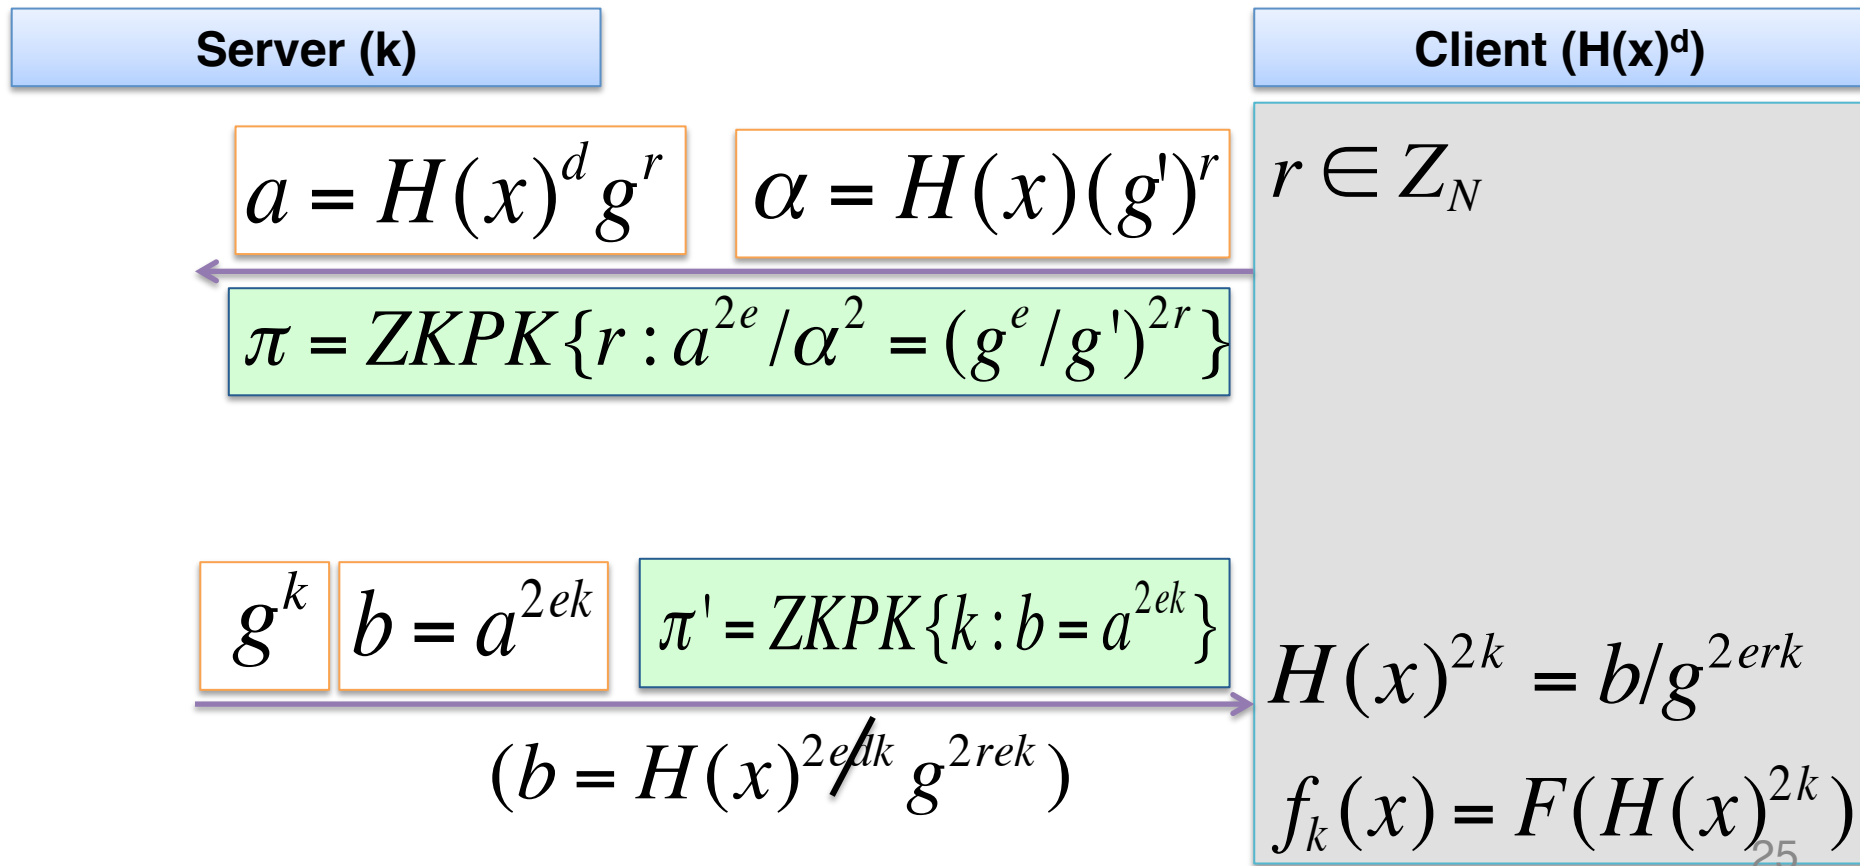 Server (k)
Client (H(x)ᵈ)
a = H(x)^d g^r
α = H(x)(g')^r
r ∈ Z_N
π = ZKPK{r : a^{2e} / α^2 = (g^e / g')^{2r}}
g^k
b = a^{2ek}
π' = ZKPK{k : b = a^{2ek}}
H(x)^{2k} = b/g^{2erk}
(b = H(x)^{2edk} g^{2rek})
f_k(x) = F(H(x)^{2k})
25